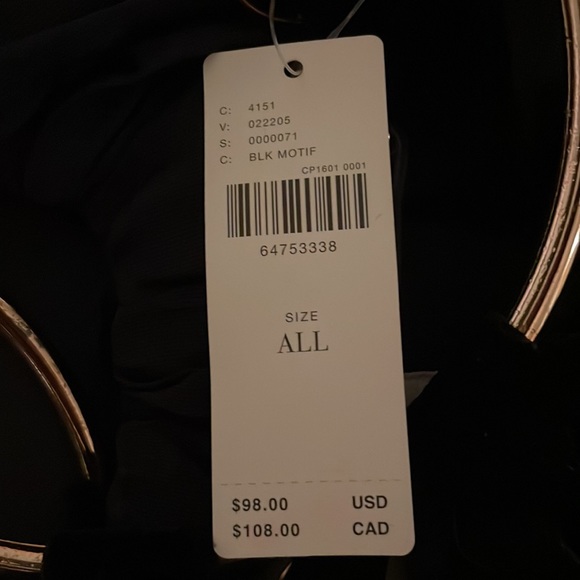 C: 4151
V: 022205
S: 0000071
C: BLK MOTIF
CP1601 0001
64753338
SIZE
ALL
$98.00 USD
$108.00 CAD